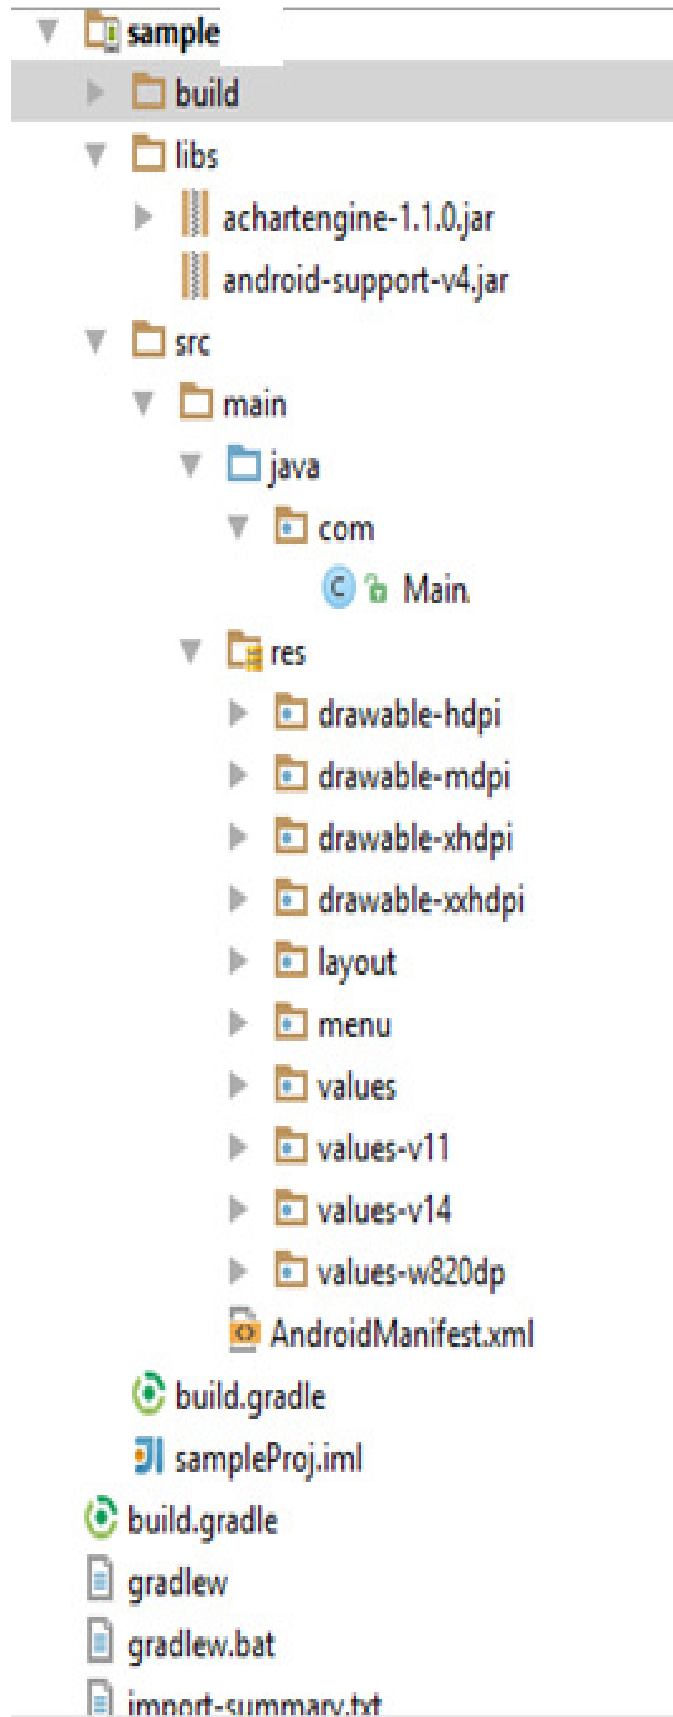 sample
build
libs
achartengine-1.1.0.jar
android-support-v4.jar
src
main
java
com
Main.
res
drawable-hdpi
drawable-mdpi
drawable-xhdpi
drawable-xxhdpi
layout
menu
values
values-v11
values-v14
values-w820dp
AndroidManifest.xml
build.gradle
sampleProj.iml
build.gradle
gradlew
gradlew.bat
import-summary.txt